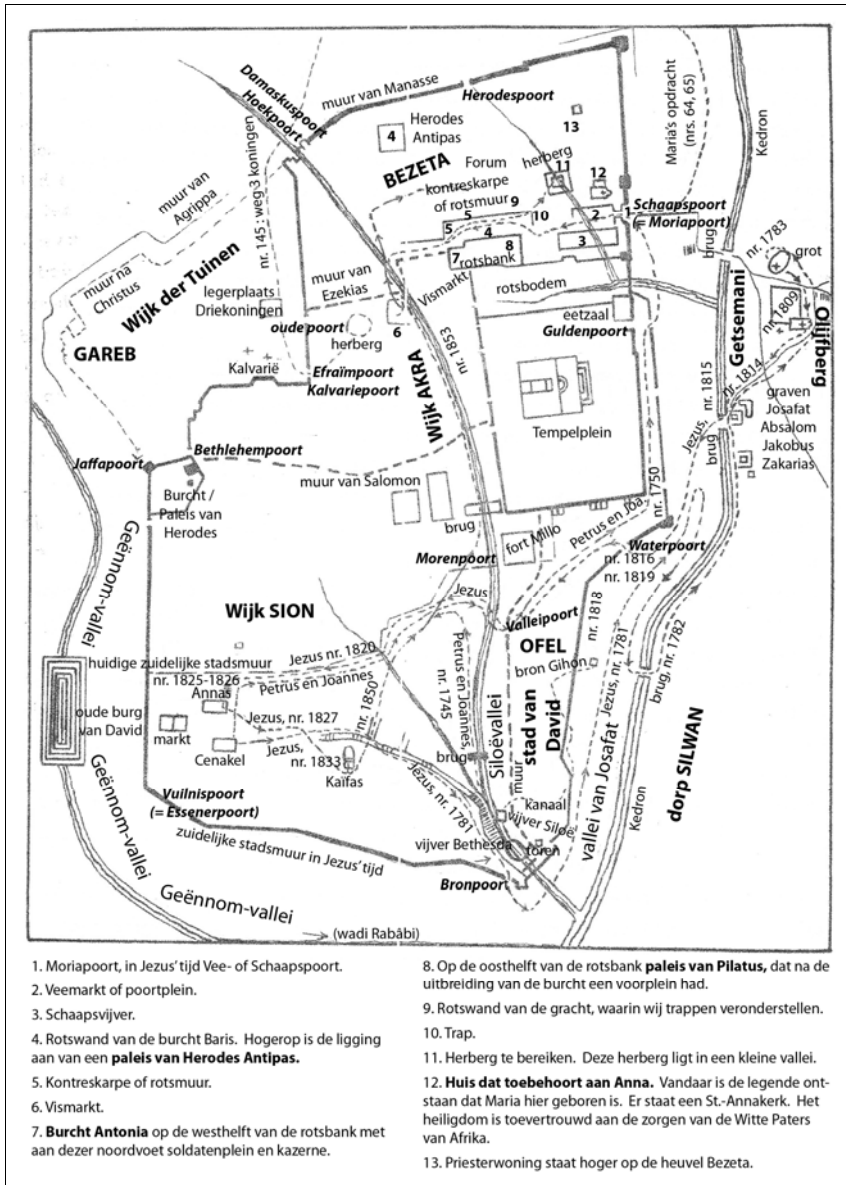 Damaskuspoort
Hoekpoort
muur van Manasse
Herodespoort
4
Herodes
Antipas
13
Maria's opdracht
(nrs. 64, 65)
Kedron
BEZETA
Forum
herberg
11
kontreskarpe
of rotsmuur
9
12
5
5
10
2
1
Schaapspoort
(= Moriapoort)
4
3
7
8
rotsbank
brug
nr. 1783
grot
muur van
Agrippa
nr. 145 : weg 3 koningen
muur na
Christus
Wijk der Tuinen
muur van
Ezekias
Vismarkt
rotsbodem
legerplaats
Driekoningen
oude poort
6
eetzaal
Guldenpoort
nr. 1809
Getsemani
Olijfberg
GAREB
herberg
nr. 1853
Kalvarië
Efraïmpoort
Kalvariepoort
Wijk AKRA
nr. 1814
Jezus, nr. 1815
graven
Josafat
Absalom
Jakobus
Zakarias
Tempelplein
brug
Jaffapoort
Bethlehempoort
muur van Salomon
Burcht /
Paleis van
Herodes
nr. 1750
brug
fort Millo
Petrus en Joa.
Waterpoort
Morenpoort
nr. 1816
nr. 1819
Geënnom-vallei
Jezus
Valleipoort
Wijk SION
OFEL
nr. 1818
bron Gihon
Jezus, nr. 1781
brug, nr. 1782
huidige zuidelijke stadsmuur
Jezus nr. 1820
nr. 1825-1826
Petrus en Joannes
Annas
nr. 1850
Petrus en Joannes,
nr. 1745
Siloëvallei
stad van
David
oude burg
van David
markt
Jezus, nr. 1827
Cenakel
Jezus,
nr. 1833
Kaïfas
brug
muur
vallei van Josafat
dorp SILWAN
Jezus, nr. 1781
Geënnom-vallei
Vuilnispoort
(= Essenerpoort)
kanaal
vijver Siloë
Kedron
zuidelijke stadsmuur in Jezus' tijd
vijver Bethesda
toren
Bronpoort
Geënnom-vallei
(wadi Rabâbi)
1. Moriapoort, in Jezus' tijd Vee- of Schaapspoort.
2. Veemarkt of poortplein.
3. Schaapsvijver.
4. Rotswand van de burcht Baris. Hogerop is de ligging
aan van een paleis van Herodes Antipas.
5. Kontreskarpe of rotsmuur.
6. Vismarkt.
7. Burcht Antonia op de westhelft van de rotsbank met
aan dezer noordvoet soldatenplein en kazerne.
8. Op de oosthelft van de rotsbank paleis van Pilatus, dat na de
uitbreiding van de burcht een voorplein had.
9. Rotswand van de gracht, waarin wij trappen veronderstellen.
10. Trap.
11. Herberg te bereiken. Deze herberg ligt in een kleine vallei.
12. Huis dat toebehoort aan Anna. Vandaar is de legende ont-
staan dat Maria hier geboren is. Er staat een St.-Annakerk. Het
heiligdom is toevertrouwd aan de zorgen van de Witte Paters
van Afrika.
13. Priesterwoning staat hoger op de heuvel Bezeta.